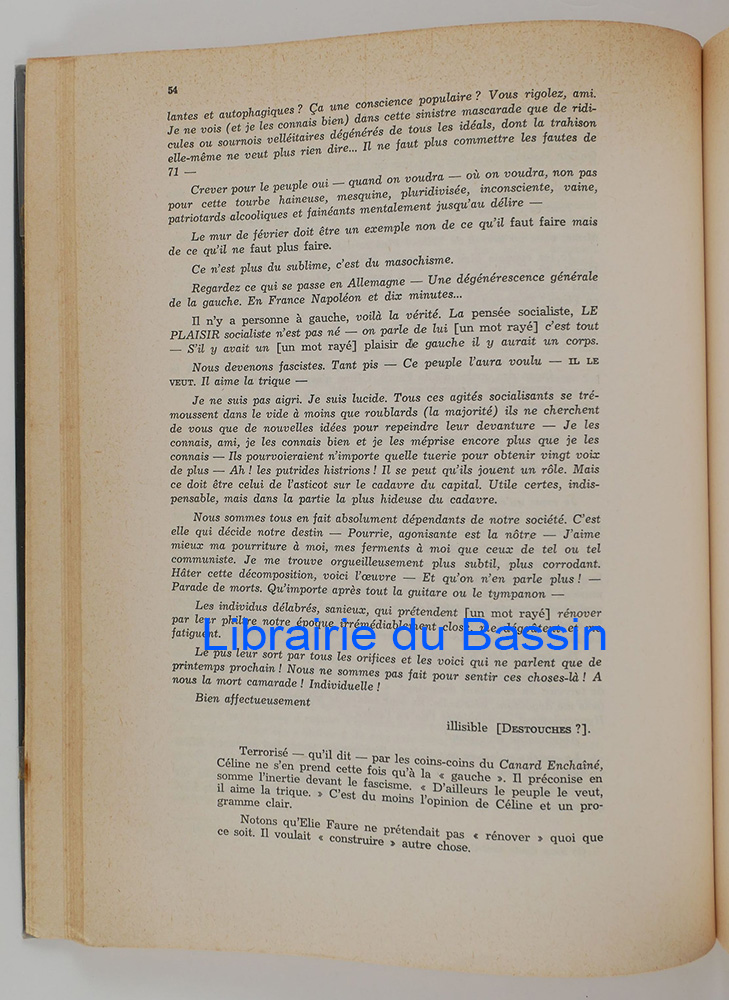 54
lantes et autophagiques ? Ça une conscience populaire ? Vous rigolez, ami.
Je ne vois (et je les connais bien) dans cette sinistre mascarade que de ridi-
cules ou sournois velléitaires dégénérés de tous les idéals, dont la trahison
elle-même ne veut plus rien dire... Il ne faut plus commettre les fautes de
71 —
Crever pour le peuple oui — quand on voudra — où on voudra, non pas
pour cette tourbe haineuse, mesquine, pluridivisée, inconsciente, vaine,
patriotards alcooliques et fainéants mentalement jusqu'au délire —
Le mur de février doit être un exemple non de ce qu'il faut faire mais
de ce qu'il ne faut plus faire.
Ce n'est plus du sublime, c'est du masochisme.
Regardez ce qui se passe en Allemagne — Une dégénérescence générale
de la gauche. En France Napoléon et dix minutes...
Il n'y a personne à gauche, voilà la vérité. La pensée socialiste, LE
PLAISIR socialiste n'est pas né — on parle de lui [un mot rayé] c'est tout
— S'il y avait un [un mot rayé] plaisir de gauche il y aurait un corps.
Nous devenons fascistes. Tant pis — Ce peuple l'aura voulu — IL LE
VEUT. Il aime la trique —
Je ne suis pas aigri. Je suis lucide. Tous ces agités socialisants se tré-
moussent dans le vide à moins que roublards (la majorité) ils ne cherchent
de vous que de nouvelles idées pour repeindre leur devanture — Je les
connais, ami, je les connais bien et je les méprise encore plus que je les
connais — Ils pourvoieraient n'importe quelle tuerie pour obtenir vingt voix
de plus — Ah ! les putrides histrions ! Il se peut qu'ils jouent un rôle. Mais
ce doit être celui de l'asticot sur le cadavre du capital. Utile certes, indis-
pensable, mais dans la partie la plus hideuse du cadavre.
Nous sommes tous en fait absolument dépendants de notre société. C'est
elle qui décide notre destin — Pourrie, agonisante est la nôtre — J'aime
mieux ma pourriture à moi, mes ferments à moi que ceux de tel ou tel
communiste. Je me trouve orgueilleusement plus subtil, plus corrodant.
Hâter cette décomposition, voici l'œuvre — Et qu'on n'en parle plus ! —
Parade de morts. Qu'importe après tout la guitare ou le tympanon —
Les individus délabrés, sanieux, qui prétendent [un mot rayé] rénover
par leur philtre notre époque irrémédiablement close, me dégoûtent et me
fatiguent.
Librairie du Bassin
Le pus leur sort par tous les orifices et les voici qui ne parlent que de
printemps prochain ! Nous ne sommes pas fait pour sentir ces choses-là ! A
nous la mort camarade ! Individuelle !
Bien affectueusement
illisible [DESTOUCHES ?].
Terrorisé — qu'il dit — par les coins-coins du Canard Enchaîné,
Céline ne s'en prend cette fois qu'à la « gauche ». Il préconise en
somme l'inertie devant le fascisme. « D'ailleurs le peuple le veut,
il aime la trique. » C'est du moins l'opinion de Céline et un pro-
gramme clair.
Notons qu'Elie Faure ne prétendait pas « rénover » quoi que
ce soit. Il voulait « construire » autre chose.